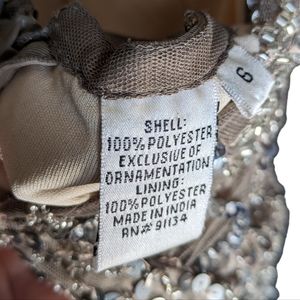 SHELL:
100% POLYESTER
EXCLUSIVE OF
ORNAMENTATION
LINING:
100% POLYESTER
MADE IN INDIA
RN# 91134
6